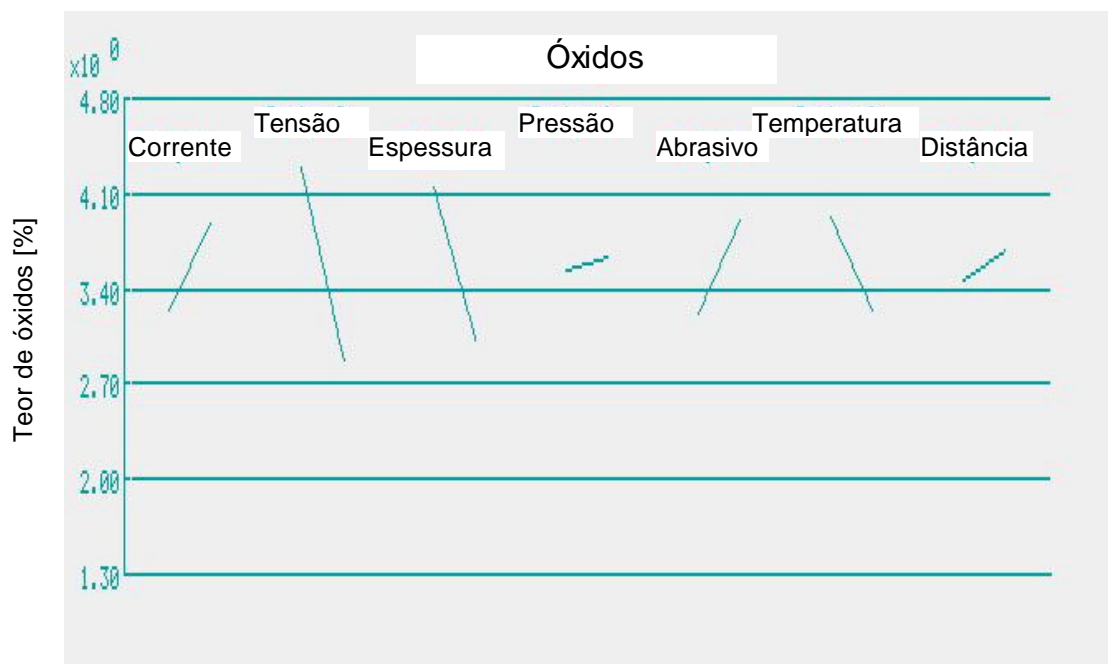 x10 0
Óxidos
4.80
Tensão
Pressão
Temperatura
Corrente
Espessura
Abrasivo
Distância
4.10
3.40
2.70
2.00
1.30
Teor de óxidos [%]